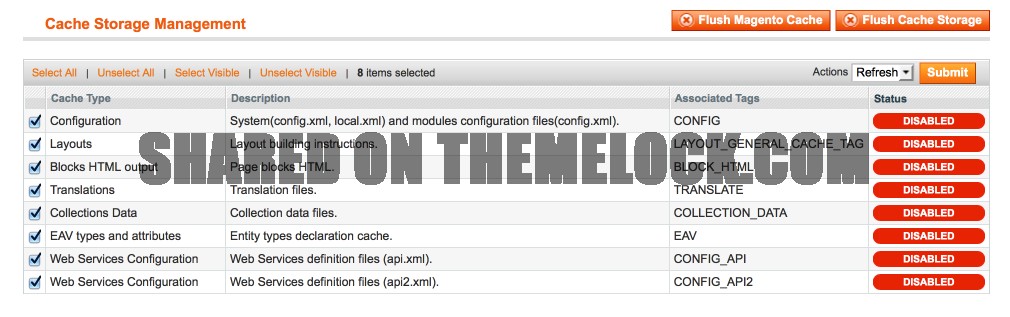 Cache Storage Management
Flush Magento Cache Flush Cache Storage
Select All | Unselect All | Select Visible | Unselect Visible | 8 items selected Actions Refresh Submit
Cache Type Description Associated Tags Status
Configuration System(config.xml, local.xml) and modules configuration files(config.xml). CONFIG DISABLED
Layouts Layout building instructions. LAYOUT_GENERAL_CACHE_TAG DISABLED
SHARED ON THEMELOCK.COM
Blocks HTML output Page blocks HTML. BLOCK_HTML DISABLED
Translations Translation files. TRANSLATE DISABLED
Collections Data Collection data files. COLLECTION_DATA DISABLED
EAV types and attributes Entity types declaration cache. EAV DISABLED
Web Services Configuration Web Services definition files (api.xml). CONFIG_API DISABLED
Web Services Configuration Web Services definition files (api2.xml). CONFIG_API2 DISABLED